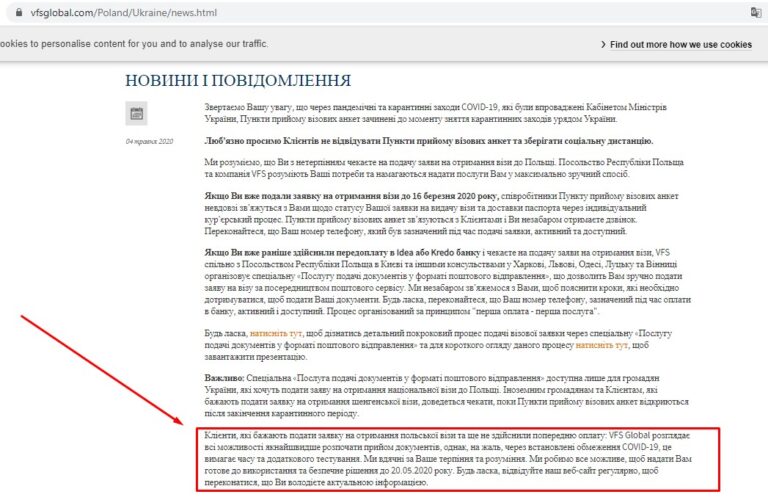 vfsglobal.com/Poland/Ukraine/news.html
ookies to personalise content for you and to analyse our traffic.
Find out more how we use cookies
НОВИНИ І ПОВІДОМЛЕННЯ
04 травня 2020
Звертаємо Вашу увагу, що через пандемічні та карантинні заходи COVID-19, які були впроваджені Кабінетом Міністрів
України, Пункти прийому візових анкет зачинені до моменту зняття карантинних заходів урядом України.
Люб'язно просимо Клієнтів не відвідувати Пункти прийому візових анкет та зберігати соціальну дистанцію.
Ми розуміємо, що Ви з нетерпінням чекаєте на подачу заяви на отримання візи до Польщі. Посольство Республіки Польща
та компанія VFS розуміють Ваші потреби та намагаються надати послуги Вам у максимально зручний спосіб.
Якщо Ви вже подали заявку на отримання візи до 16 березня 2020 року, співробітники Пункту прийому візових анкет
невдовзі зв'яжуться з Вами щодо статусу Вашої заявки на видачу візи та доставки паспорта через індивідуальний
кур'єрський процес. Пункти прийому візових анкет зв'язуються з Клієнтами і Ви незабаром отримаєте дзвінок.
Переконайтеся, що Ваш номер телефону, який був зазначений під час подачі заявки, активний та доступний.
Якщо Ви вже раніше здійснили передоплату в Idea або Kredo банку і чекаєте на подачу заяви на отримання візи, VFS
спільно з Посольством Республіки Польща в Києві та іншими консульствами у Харкові, Львові, Одесі, Луцьку та Вінниці
організовує спеціальну «Послугу подачі документів у форматі поштового відправлення», що дозволить Вам зручно подати
заяву на візу за посередництвом поштового сервісу. Ми незабаром зв'яжемося з Вами, щоб пояснити кроки, які необхідно
дотримуватися, щоб подати Ваші документи. Будь ласка, переконайтеся, що Ваш номер телефону, зазначений під час оплати
в банку, активний і доступний. Процес організований за принципом "перша оплата - перша послуга".
Будь ласка, натисніть тут, щоб дізнатись детальний покроковий процес подачі візової заявки через спеціальну «Послугу
подачі документів у форматі поштового відправлення» та для короткого огляду даного процесу натисніть тут, щоб
завантажити презентацію.
Важливо: Спеціальна «Послуга подачі документів у форматі поштового відправлення» доступна лише для громадян
України, які хочуть подати заяву на отримання національної візи до Польщі. Іноземним громадянам та Клієнтам, які
бажають подати заявку на отримання шенгенської візи, доведеться чекати, поки Пункти прийому візових анкет відкриються
після закінчення карантинного періоду.
Клієнти, які бажають подати заявку на отримання польської візи та ще не здійснили попередню оплату: VFS Global розглядає
всі можливості якнайшвидше розпочати прийом документів, однак, на жаль, через встановлені обмеження COVID-19, це
вимагає часу та додаткового тестування. Ми вдячні за Ваше терпіння та розуміння. Ми робимо все можливе, щоб надати Вам
готове до використання та безпечне рішення до 20.05.2020 року. Будь ласка, відвідуйте наш веб-сайт регулярно, щоб
переконатися, що Ви володієте актуальною інформацією.